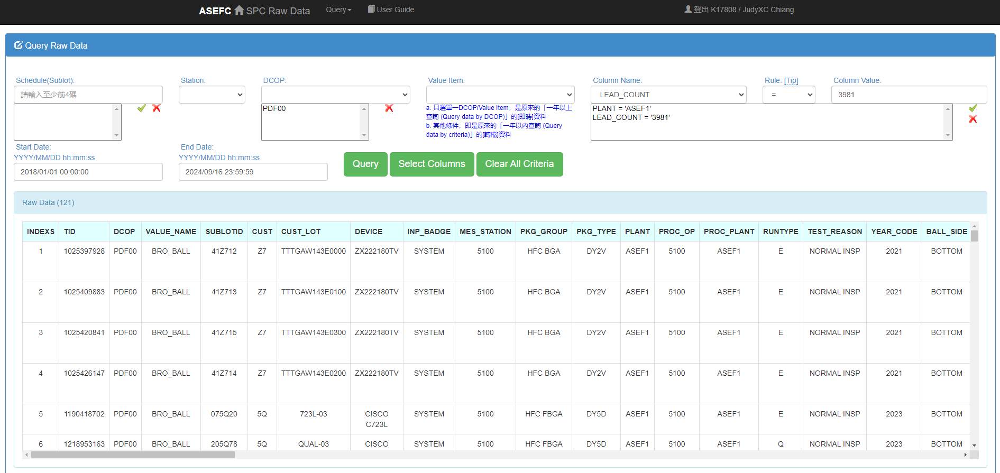 ASEFC SPC Raw Data Query User Guide 登出 K17808 / JudyXC Chiang
Query Raw Data
Schedule(Sublot): Station: DCOP: Value Item: Column Name: Rule: [Tip] Column Value:
請輸入至少前4碼 LEAD_COUNT = 3981
PDF00
a. 只選單一DCOP/Value Item，是原來的「一年以上
查詢 (Query data by DCOP)」的[即時]資料
b. 其他條件，即是原來的「一年以內查詢 (Query
data by criteria)」的[轉檔]資料
PLANT = 'ASEF1'
LEAD_COUNT = '3981'
Start Date: End Date:
YYYY/MM/DD hh:mm:ss YYYY/MM/DD hh:mm:ss
2018/01/01 00:00:00 2024/09/16 23:59:59
Query Select Columns Clear All Criteria
Raw Data (121)
INDEXS TID DCOP VALUE_NAME SUBLOTID CUST CUST_LOT DEVICE INP_BADGE MES_STATION PKG_GROUP PKG_TYPE PLANT PROC_OP PROC_PLANT RUNTYPE TEST_REASON YEAR_CODE BALL_SIDE
1 1025397928 PDF00 BRO_BALL 41Z712 Z7 TTTGAW143E0000 ZX222180TV SYSTEM 5100 HFC BGA DY2V ASEF1 5100 ASEF1 E NORMAL INSP 2021 BOTTOM
2 1025409883 PDF00 BRO_BALL 41Z713 Z7 TTTGAW143E0100 ZX222180TV SYSTEM 5100 HFC BGA DY2V ASEF1 5100 ASEF1 E NORMAL INSP 2021 BOTTOM
3 1025420841 PDF00 BRO_BALL 41Z715 Z7 TTTGAW143E0300 ZX222180TV SYSTEM 5100 HFC BGA DY2V ASEF1 5100 ASEF1 E NORMAL INSP 2021 BOTTOM
4 1025426147 PDF00 BRO_BALL 41Z714 Z7 TTTGAW143E0200 ZX222180TV SYSTEM 5100 HFC BGA DY2V ASEF1 5100 ASEF1 E NORMAL INSP 2021 BOTTOM
5 1190418702 PDF00 BRO_BALL 075Q20 5Q 723L-03 CISCO SYSTEM 5100 HFC FBGA DY5D ASEF1 5100 ASEF1 E NORMAL INSP 2023 BOTTOM
C723L
6 1218953163 PDF00 BRO_BALL 205Q78 5Q QUAL-03 CISCO SYSTEM 5100 HFC FBGA DY5D ASEF1 5100 ASEF1 Q NORMAL INSP 2023 BOTTOM